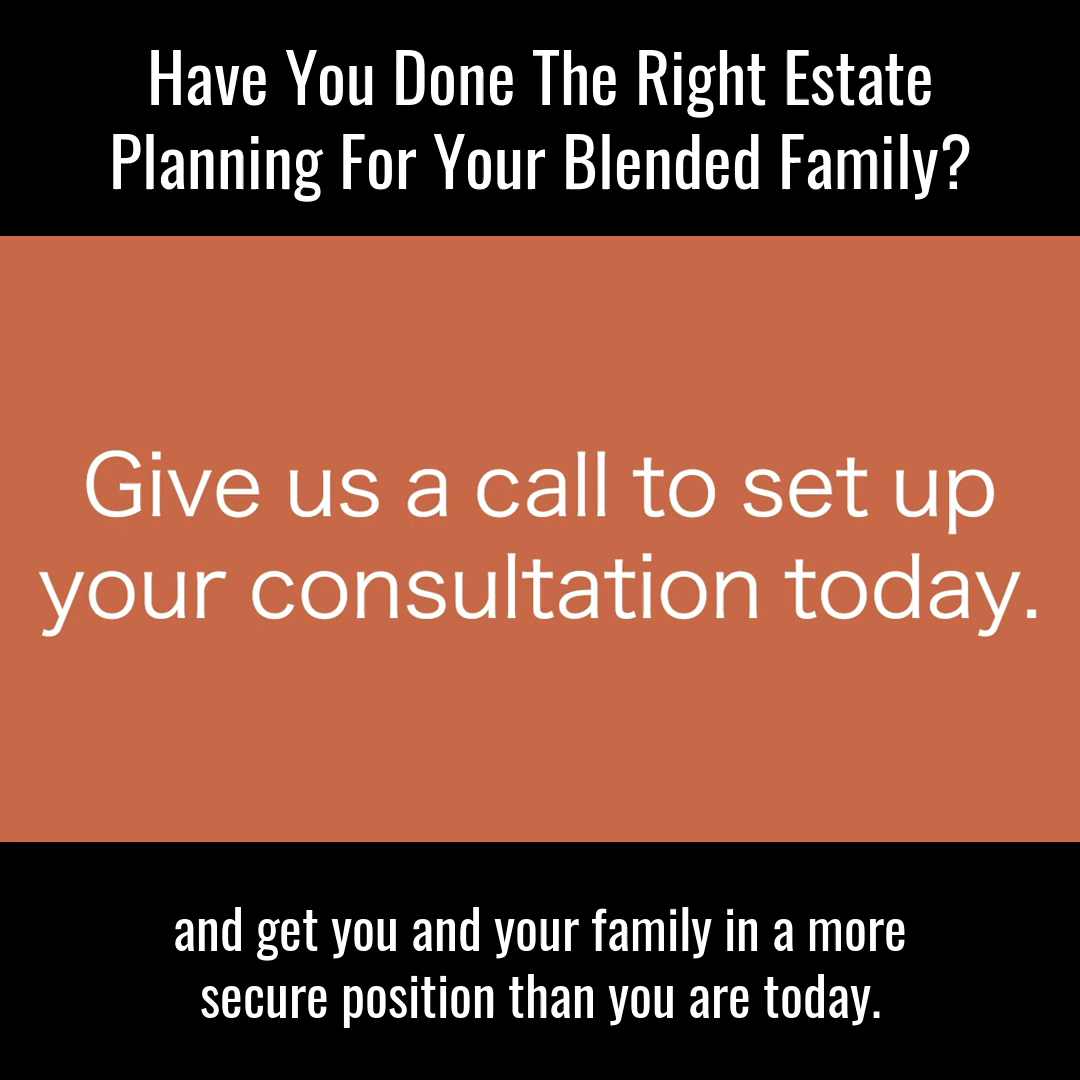 Have You Done The Right Estate
Planning For Your Blended Family?
Give us a call to set up
your consultation today.
and get you and your family in a more
secure position than you are today.